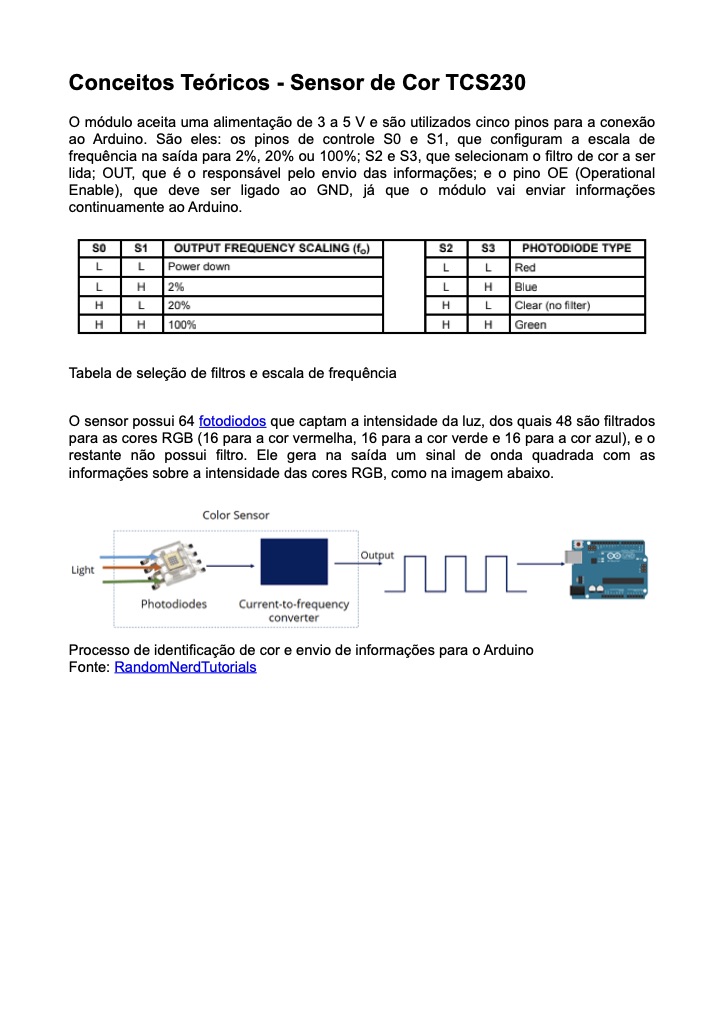 Conceitos Teóricos - Sensor de Cor TCS230
O módulo aceita uma alimentação de 3 a 5 V e são utilizados cinco pinos para a conexão
ao Arduino. São eles: os pinos de controle S0 e S1, que configuram a escala de
frequência na saída para 2%, 20% ou 100%; S2 e S3, que selecionam o filtro de cor a ser
lida; OUT, que é o responsável pelo envio das informações; e o pino OE (Operational
Enable), que deve ser ligado ao GND, já que o módulo vai enviar informações
continuamente ao Arduino.
S0 S1 OUTPUT FREQUENCY SCALING (fo) S2 S3 PHOTODIODE TYPE
L L Power down L L Red
L H 2% L H Blue
H L 20% H L Clear (no filter)
H H 100% H H Green
Tabela de seleção de filtros e escala de frequência
O sensor possui 64 fotodiodos que captam a intensidade da luz, dos quais 48 são filtrados
para as cores RGB (16 para a cor vermelha, 16 para a cor verde e 16 para a cor azul), e o
restante não possui filtro. Ele gera na saída um sinal de onda quadrada com as
informações sobre a intensidade das cores RGB, como na imagem abaixo.
Color Sensor
Output
Light
Photodiodes
Current-to-frequency
converter
Processo de identificação de cor e envio de informações para o Arduino
Fonte: RandomNerdTutorials